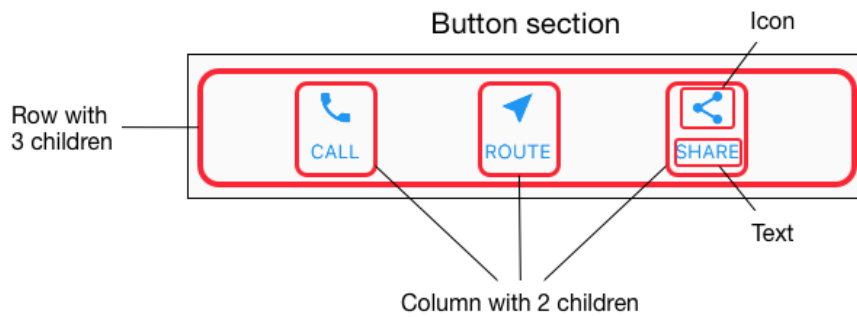 Button section
Icon
Row with
3 children
CALL
ROUTE
SHARE
Text
Column with 2 children